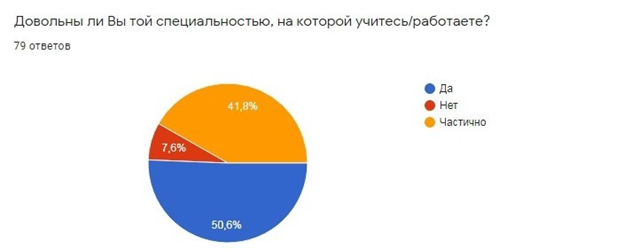 Довольны ли Вы той специальностью, на которой учитесь/работаете?
79 ответов
Да
Нет
Частично
41,8%
7,6%
50,6%